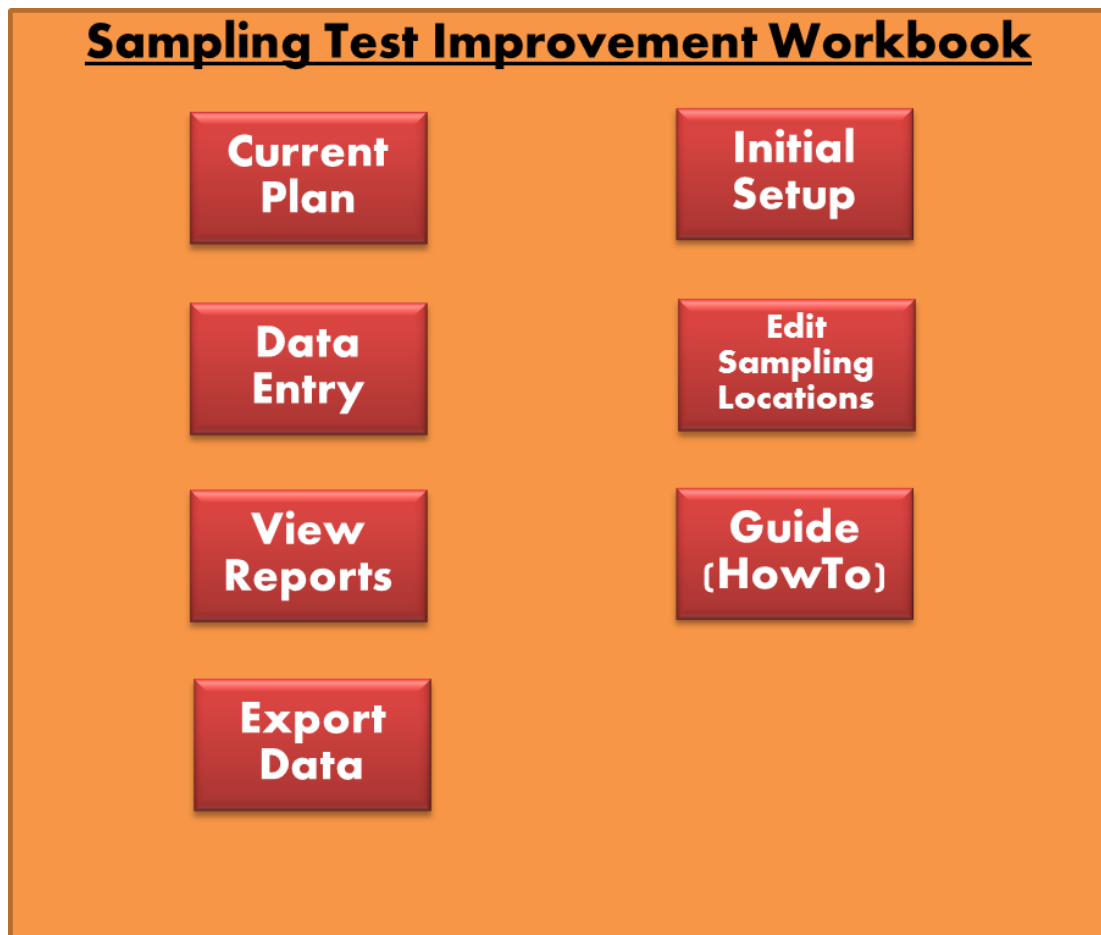 Sampling Test Improvement Workbook
Current
Plan
Initial
Setup
Data
Entry
Edit
Sampling
Locations
View
Reports
Guide
(HowTo)
Export
Data